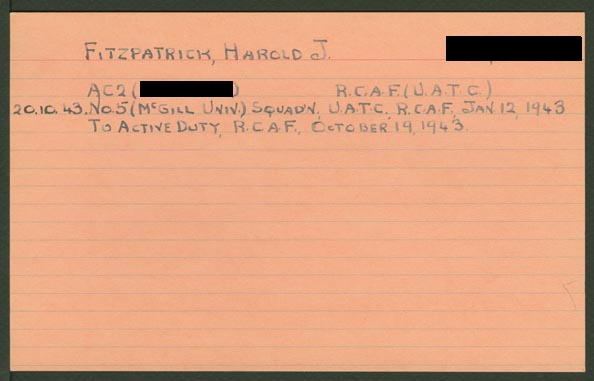 FITZPATRICK, HAROLD J.
AC2 ( ) R.C.A.F. (U.A.T.C.)
20.10.43. NO.5 (MCGILL UNIV.) SQUAD'N, U.A.T.C., R.C.A.F., JAN 12, 1943
TO ACTIVE DUTY, R.C.A.F., OCTOBER 19, 1943.